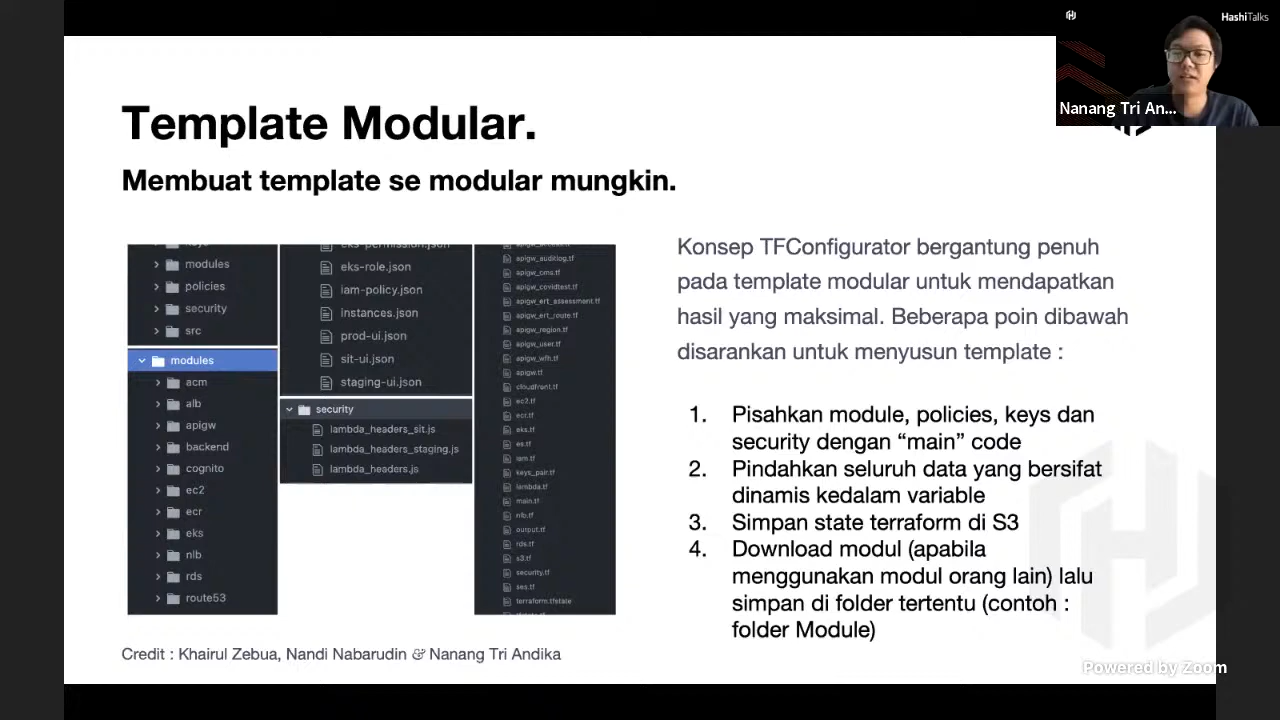 HashiTalks
Nanang Tri An...
Template Modular.
Membuat template se modular mungkin.
modules
policies
security
src
modules
acm
alb
apigw
backend
cognito
ec2
ecr
eks
nlb
rds
route53
eks-permission.json
eks-role.json
iam-policy.json
instances.json
prod-ui.json
sit-ui.json
staging-ui.json
security
lambda_headers_sit.js
lambda_headers_staging.js
lambda_headers.js
apigw_auditlog.tf
apigw_cms.tf
apigw_covidtest.tf
apigw_ert_assessment.tf
apigw_ert_route.tf
apigw_region.tf
apigw_user.tf
apigw_wfh.tf
apigw.tf
cloudfront.tf
ec2.tf
ecr.tf
eks.tf
es.tf
iam.tf
keys_pair.tf
lambda.tf
main.tf
nlb.tf
output.tf
rds.tf
s3.tf
security.tf
ses.tf
terraform.tfstate
Konsep TFConfigurator bergantung penuh
pada template modular untuk mendapatkan
hasil yang maksimal. Beberapa poin dibawah
disarankan untuk menyusun template :
1. Pisahkan module, policies, keys dan
security dengan “main” code
2. Pindahkan seluruh data yang bersifat
dinamis kedalam variable
3. Simpan state terraform di S3
4. Download modul (apabila
menggunakan modul orang lain) lalu
simpan di folder tertentu (contoh :
folder Module)
Credit : Khairul Zebua, Nandi Nabarudin & Nanang Tri Andika
Powered by Zoom